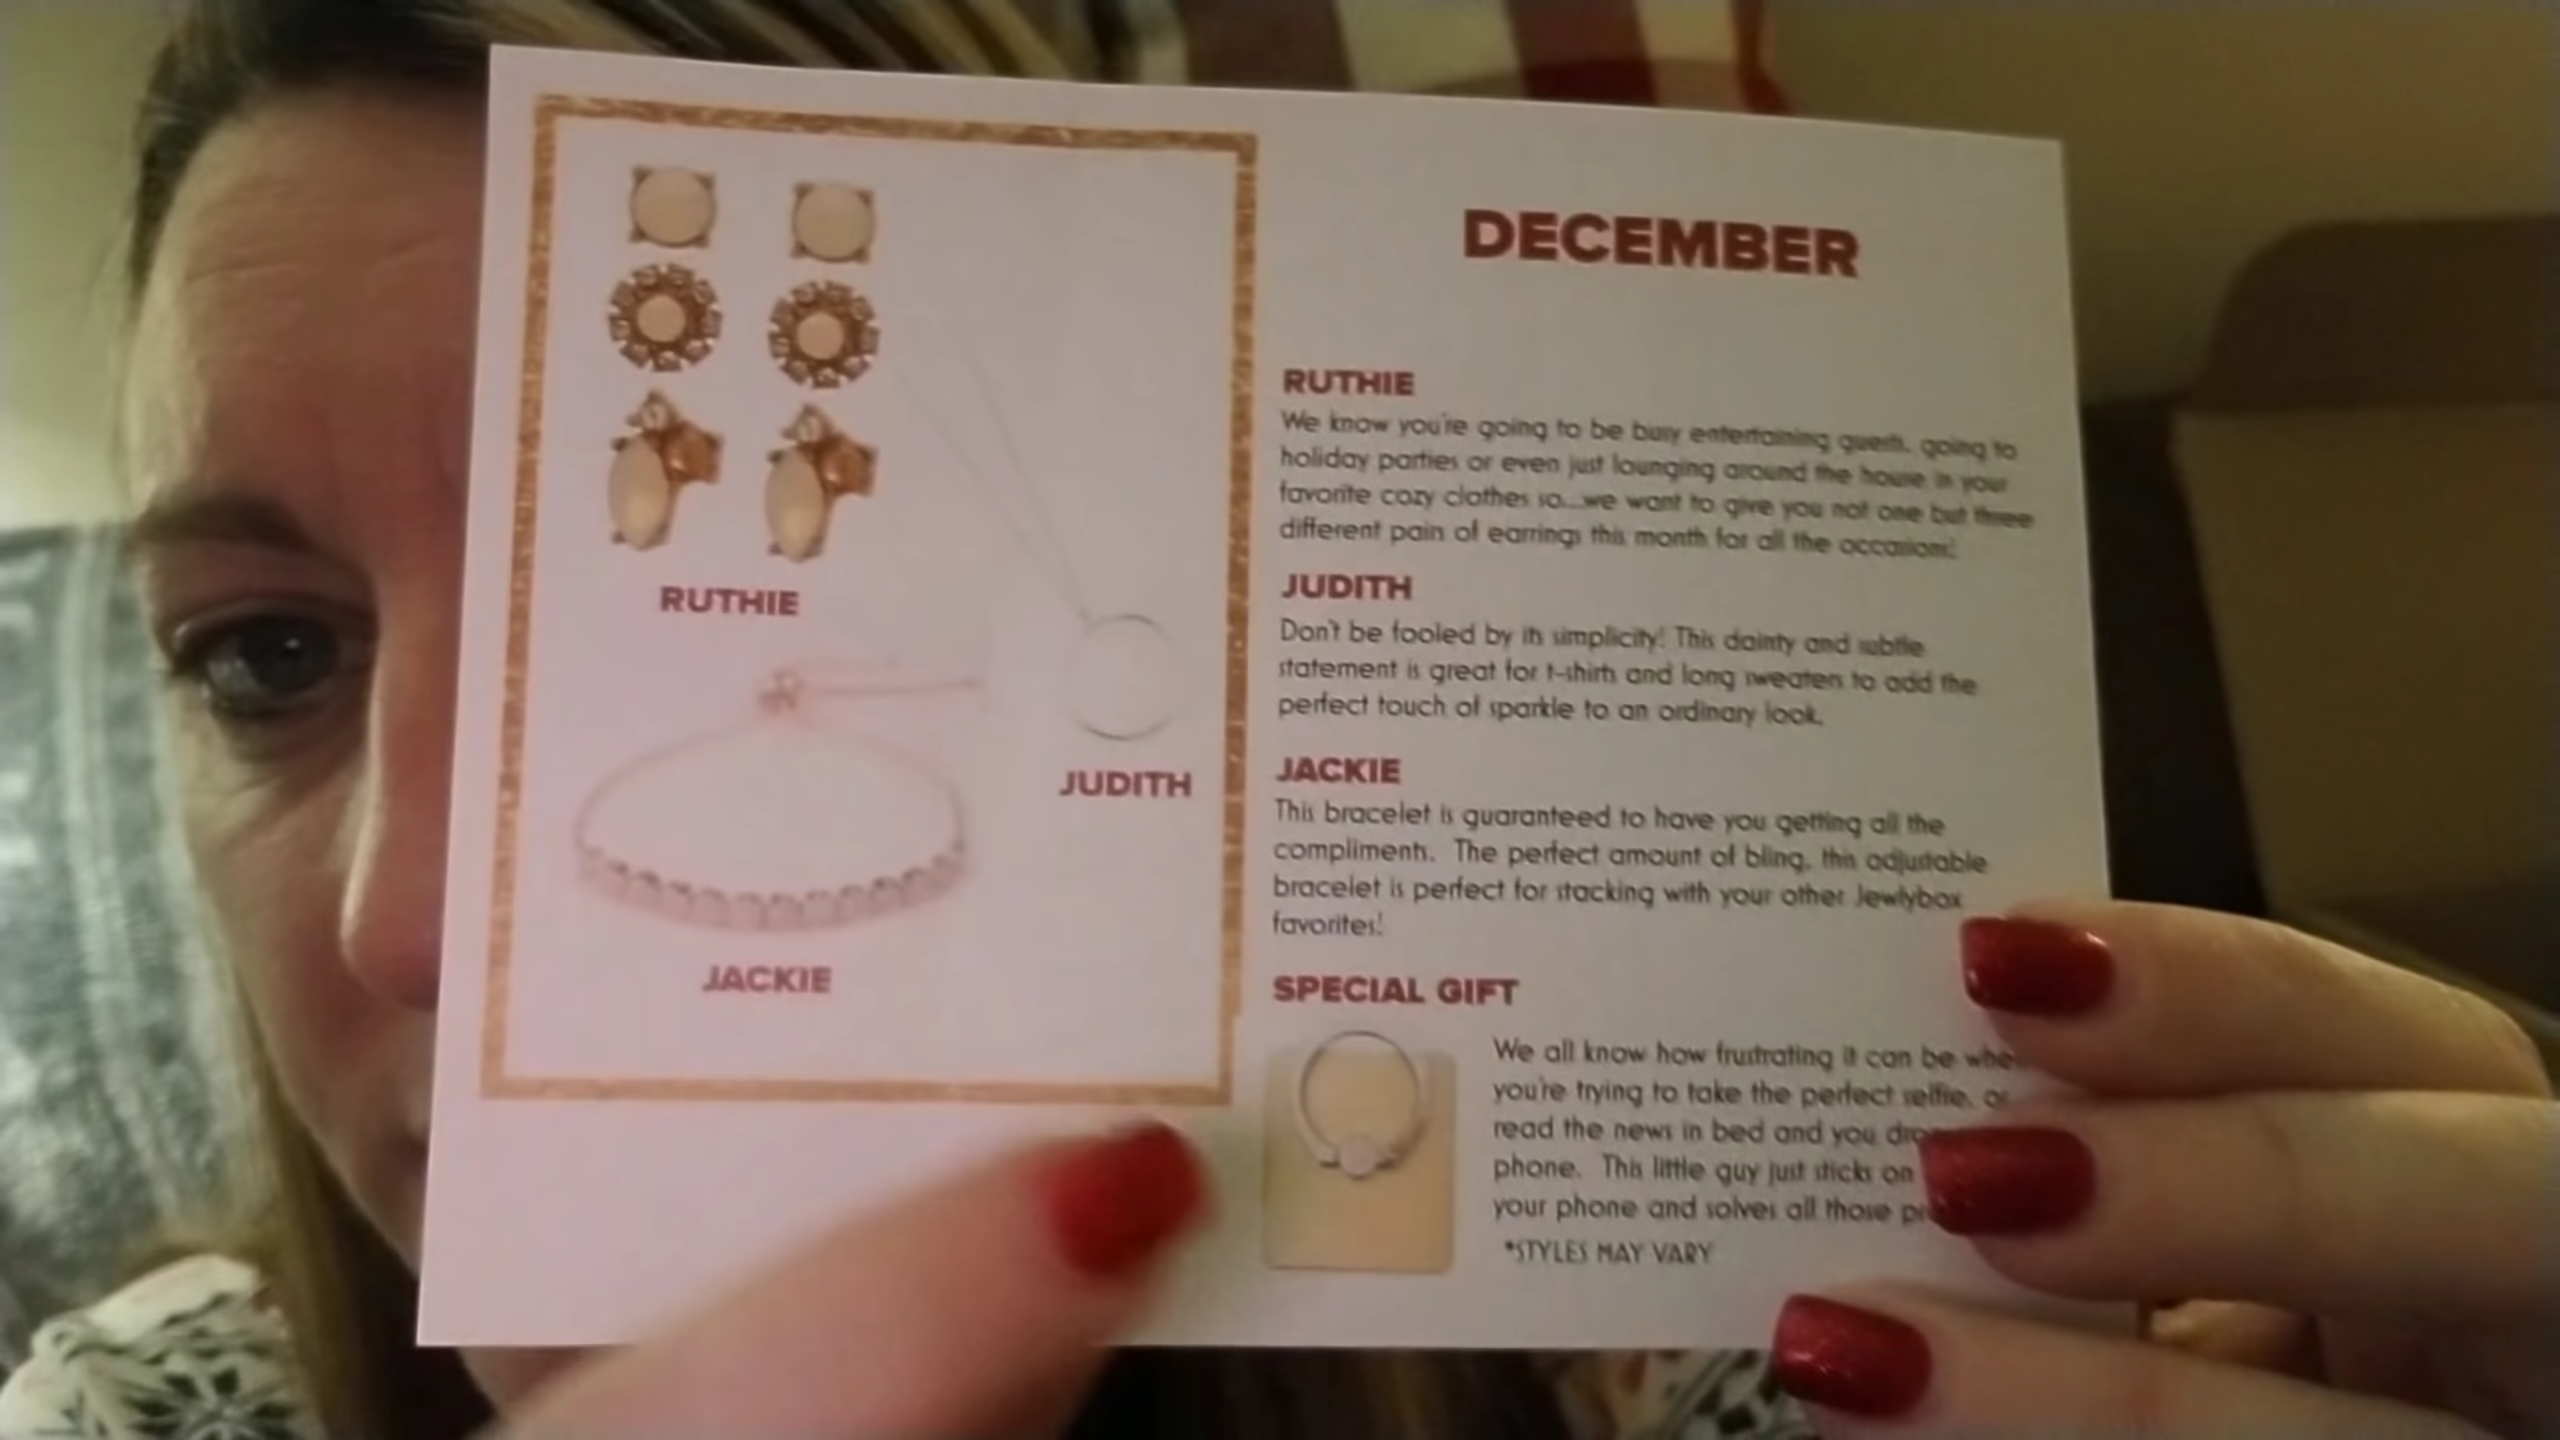 RUTHIE
JUDITH
JACKIE
DECEMBER
RUTHIE
We know you're going to be busy entertaining guests, going to
holiday parties or even just lounging around the house in your
favorite cozy clothes so...we want to give you not one but three
different pairs of earrings this month for all the occasions!
JUDITH
Don't be fooled by its simplicity! This dainty and subtle
statement is great for t-shirts and long sweaters to add the
perfect touch of sparkle to an ordinary look.
JACKIE
This bracelet is guaranteed to have you getting all the
compliments. The perfect amount of bling, this adjustable
bracelet is perfect for stacking with your other Jewlybox
favorites!
SPECIAL GIFT
We all know how frustrating it can be
you're trying to take the perfect selfie, or
read the news in bed and you
phone. This little guy just sticks on
your phone and solves all those
*STYLES MAY VARY